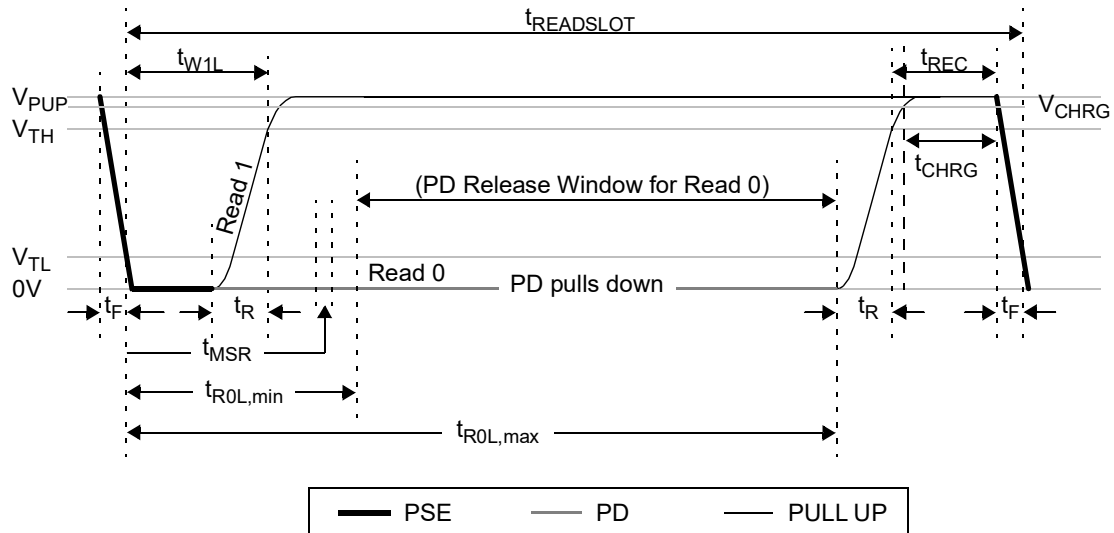 tREADSLOT
tW1L
tREC
VPUP
VCHRG
VTH
tCHRG
Read 1
(PD Release Window for Read 0)
VTL
Read 0
0V
PD pulls down
tF
tR
tR
tF
tMSR
tR0L,min
tR0L,max
PSE
PD
PULL UP